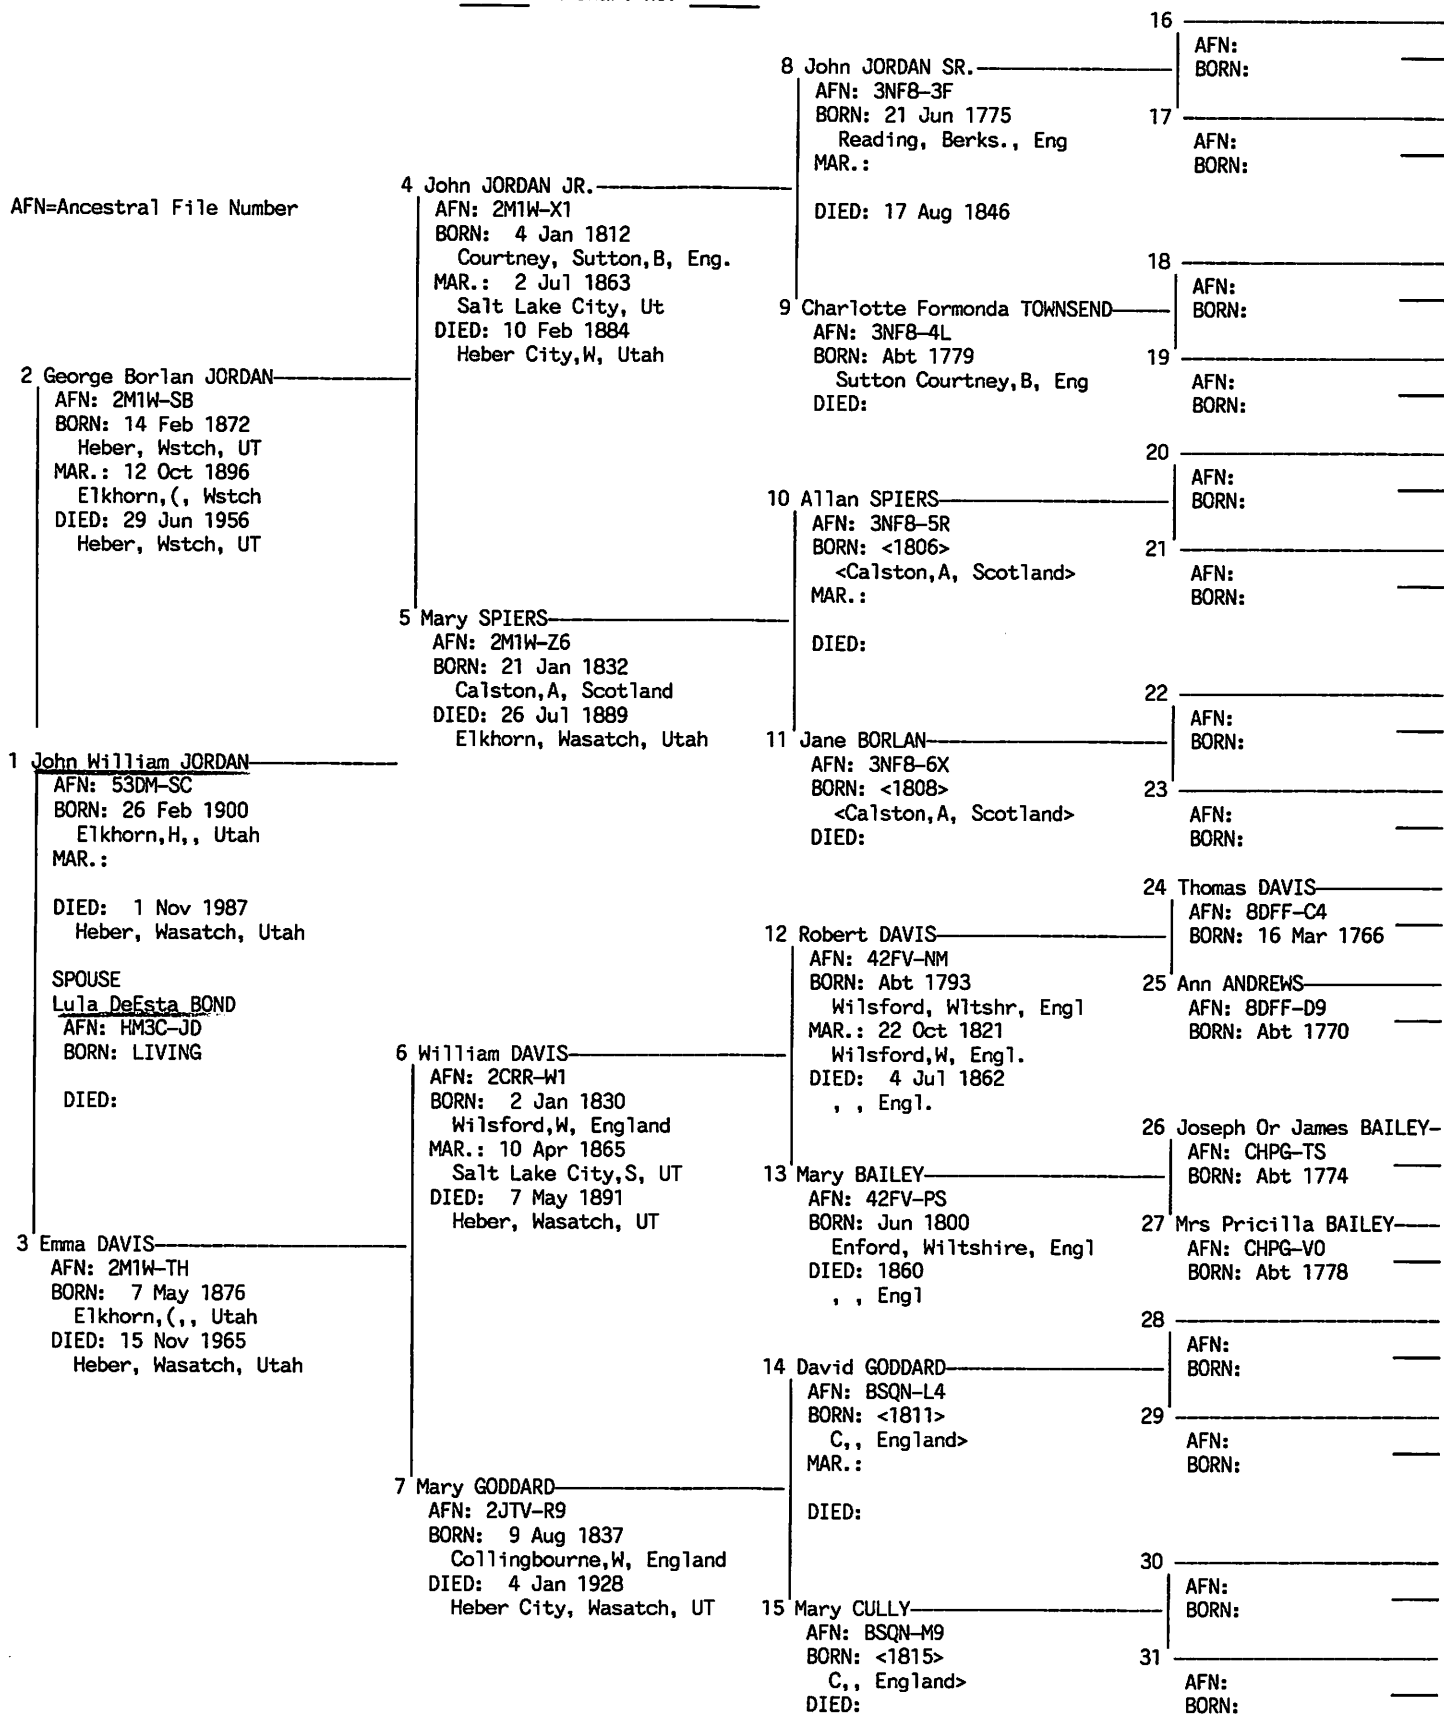 AFN=Ancestral File Number
1 John William JORDAN
AFN: 53DM-SC
BORN: 26 Feb 1900
Elkhorn,H,, Utah
MAR.:
DIED: 1 Nov 1987
Heber, Wasatch, Utah
SPOUSE
Lula DeEsta BOND
AFN: HM3C-JD
BORN: LIVING
DIED:
2 George Borlan JORDAN
AFN: 2M1W-SB
BORN: 14 Feb 1872
Heber, Wstch, UT
MAR.: 12 Oct 1896
Elkhorn,(, Wstch
DIED: 29 Jun 1956
Heber, Wstch, UT
3 Emma DAVIS
AFN: 2M1W-TH
BORN: 7 May 1876
Elkhorn,(,, Utah
DIED: 15 Nov 1965
Heber, Wasatch, Utah
4 John JORDAN JR.
AFN: 2M1W-X1
BORN: 4 Jan 1812
Courtney, Sutton,B, Eng.
MAR.: 2 Jul 1863
Salt Lake City, Ut
DIED: 10 Feb 1884
Heber City,W, Utah
5 Mary SPIERS
AFN: 2M1W-Z6
BORN: 21 Jan 1832
Calston,A, Scotland
DIED: 26 Jul 1889
Elkhorn, Wasatch, Utah
6 William DAVIS
AFN: 2CRR-W1
BORN: 2 Jan 1830
Wilsford,W, England
MAR.: 10 Apr 1865
Salt Lake City,S, UT
DIED: 7 May 1891
Heber, Wasatch, UT
7 Mary GODDARD
AFN: 2JTV-R9
BORN: 9 Aug 1837
Collingbourne,W, England
DIED: 4 Jan 1928
Heber City, Wasatch, UT
8 John JORDAN SR.
AFN: 3NF8-3F
BORN: 21 Jun 1775
Reading, Berks., Eng
MAR.:
DIED: 17 Aug 1846
9 Charlotte Formonda TOWNSEND
AFN: 3NF8-4L
BORN: Abt 1779
Sutton Courtney,B, Eng
DIED:
10 Allan SPIERS
AFN: 3NF8-5R
BORN: <1806>
<Calston,A, Scotland>
MAR.:
DIED:
11 Jane BORLAN
AFN: 3NF8-6X
BORN: <1808>
<Calston,A, Scotland>
DIED:
12 Robert DAVIS
AFN: 42FV-NM
BORN: Abt 1793
Wilsford, Wltshr, Engl
MAR.: 22 Oct 1821
Wilsford,W, Engl.
DIED: 4 Jul 1862
, , Engl.
13 Mary BAILEY
AFN: 42FV-PS
BORN: Jun 1800
Enford, Wiltshire, Engl
DIED: 1860
, , Engl
14 David GODDARD
AFN: BSQN-L4
BORN: <1811>
C,, England>
MAR.:
DIED:
15 Mary CULLY
AFN: BSQN-M9
BORN: <1815>
C,, England>
DIED:
16
AFN:
BORN:
17
AFN:
BORN:
18
AFN:
BORN:
19
AFN:
BORN:
20
AFN:
BORN:
21
AFN:
BORN:
22
AFN:
BORN:
23
AFN:
BORN:
24 Thomas DAVIS
AFN: 8DFF-C4
BORN: 16 Mar 1766
25 Ann ANDREWS
AFN: 8DFF-D9
BORN: Abt 1770
26 Joseph Or James BAILEY
AFN: CHPG-TS
BORN: Abt 1774
27 Mrs Pricilla BAILEY
AFN: CHPG-V0
BORN: Abt 1778
28
AFN:
BORN:
29
AFN:
BORN:
30
AFN:
BORN:
31
AFN:
BORN: